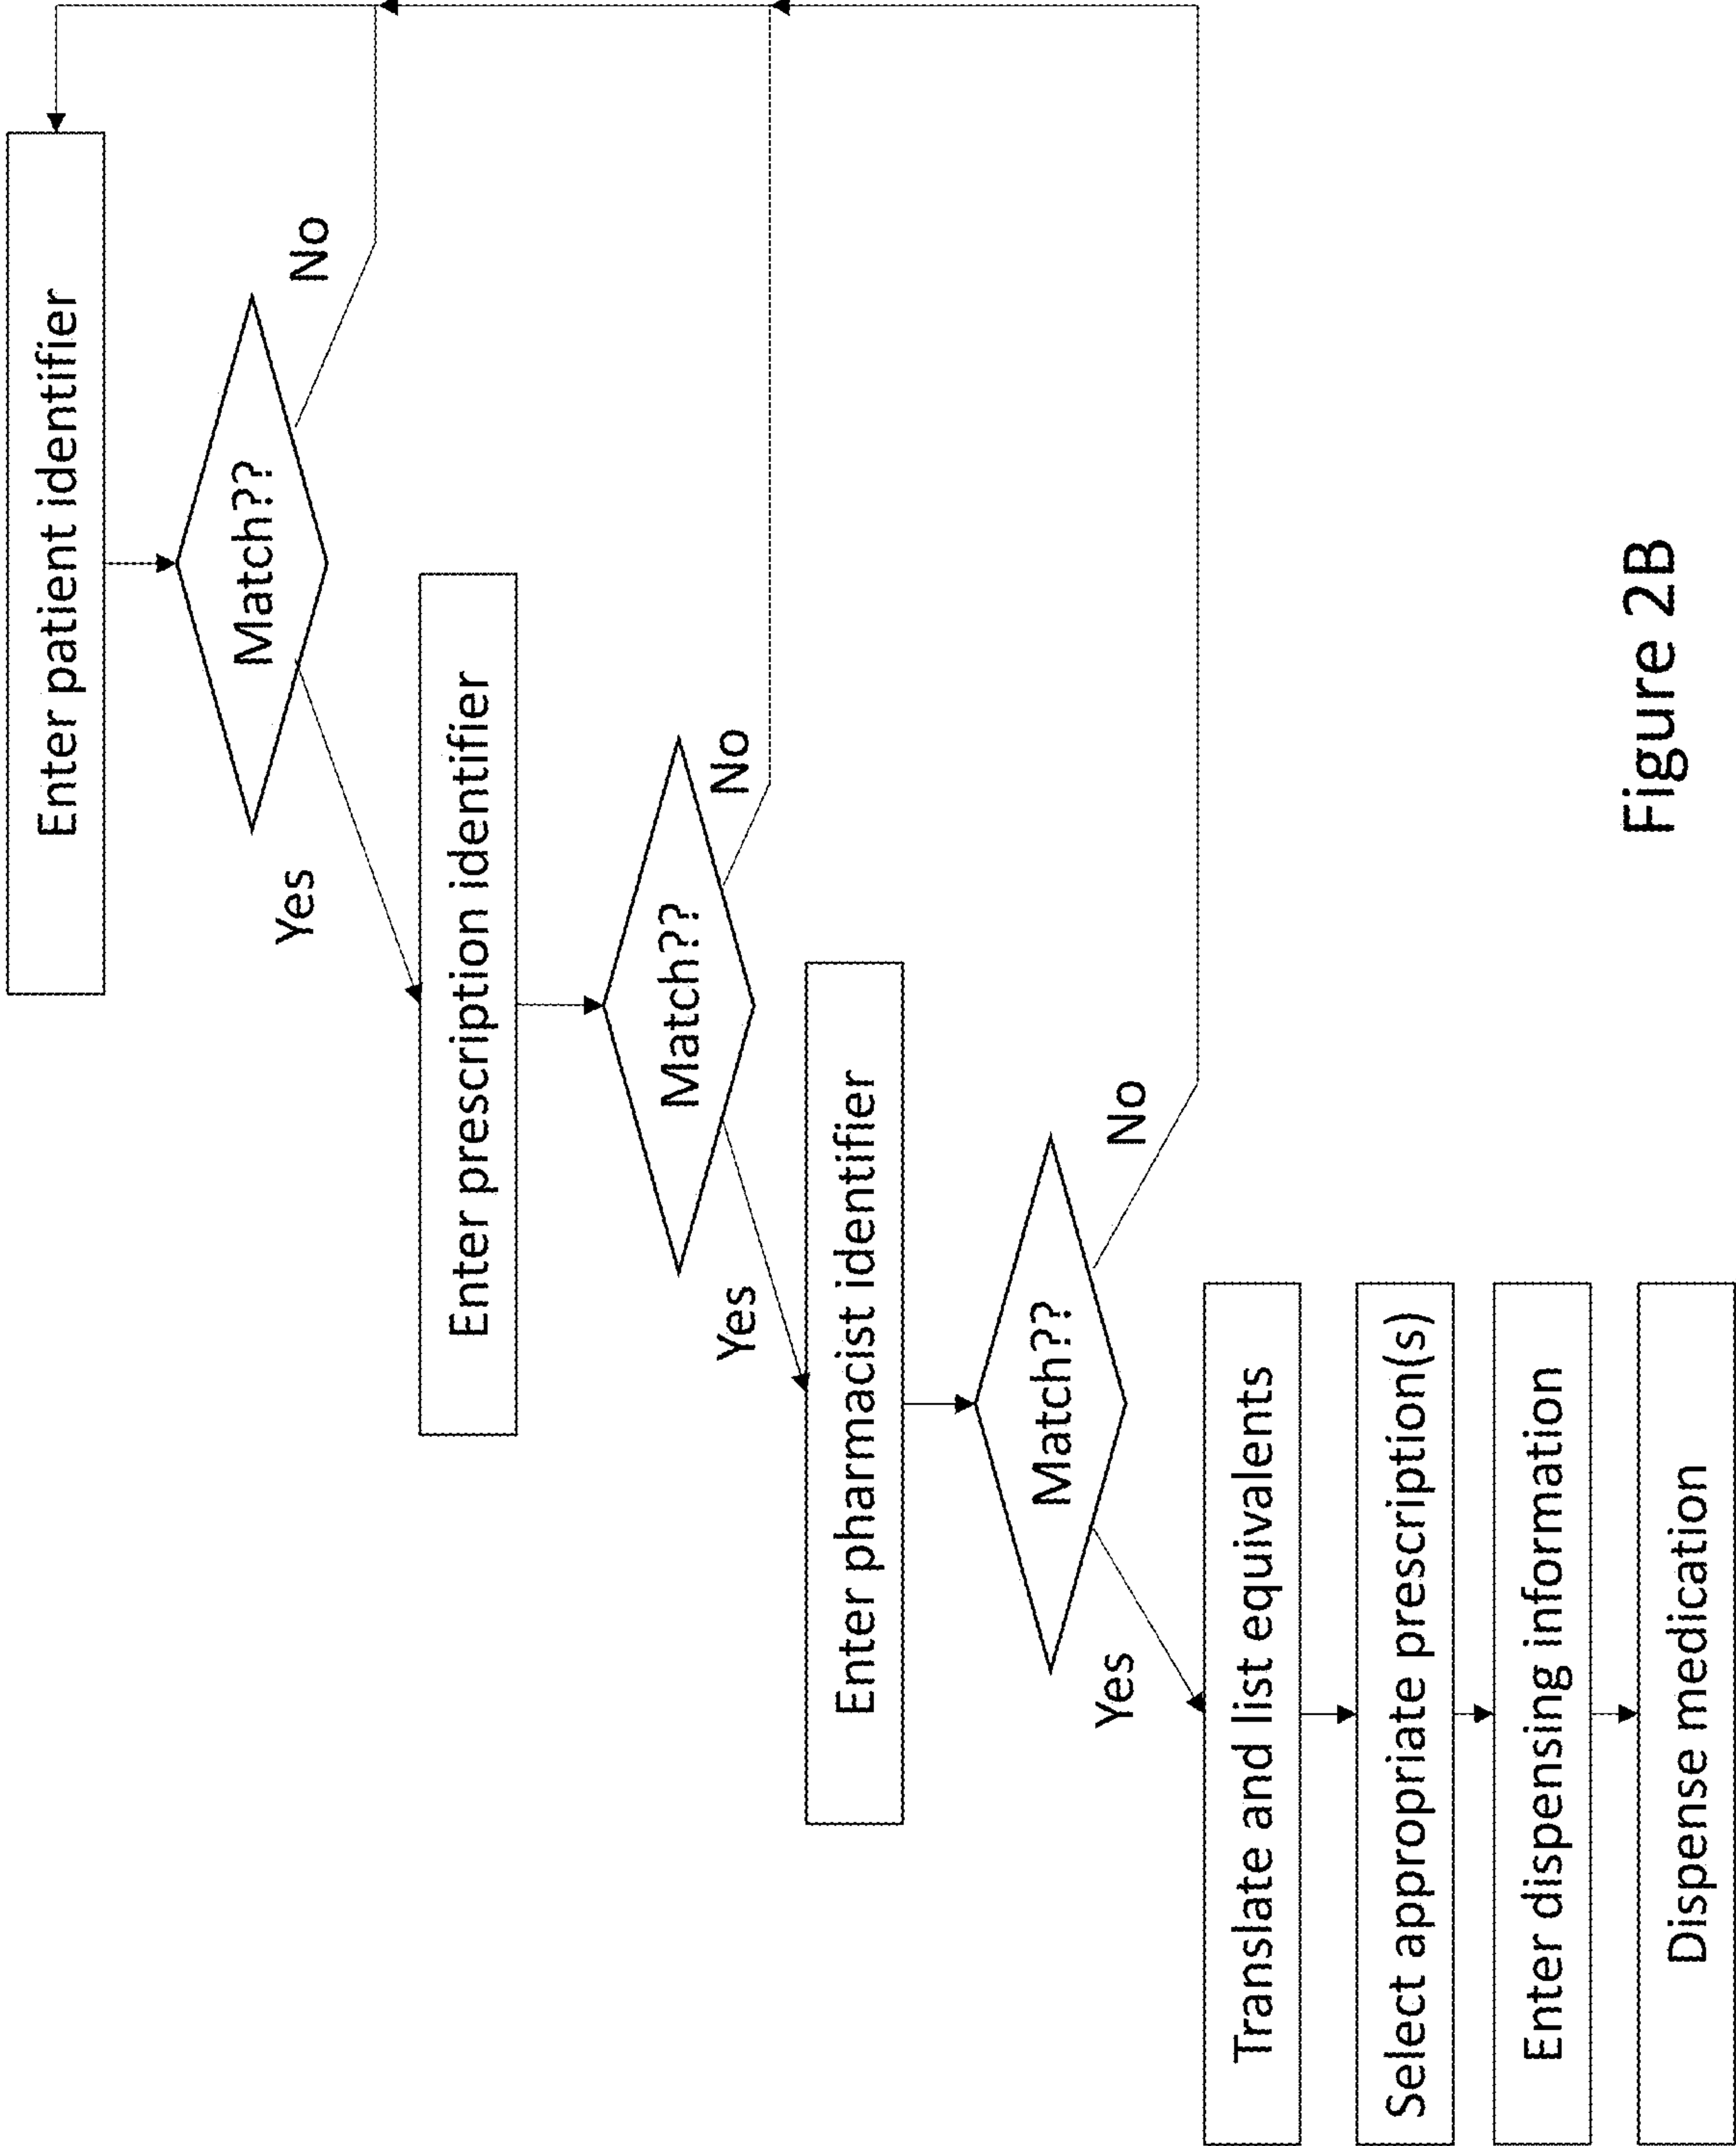 Enter patient identifier
Match??
No
Yes
Enter prescription identifier
Match??
No
Yes
Enter pharmacist identifier
Match??
No
Yes
Translate and list equivalents
Select appropriate prescription(s)
Enter dispensing information
Dispense medication
Figure 2B